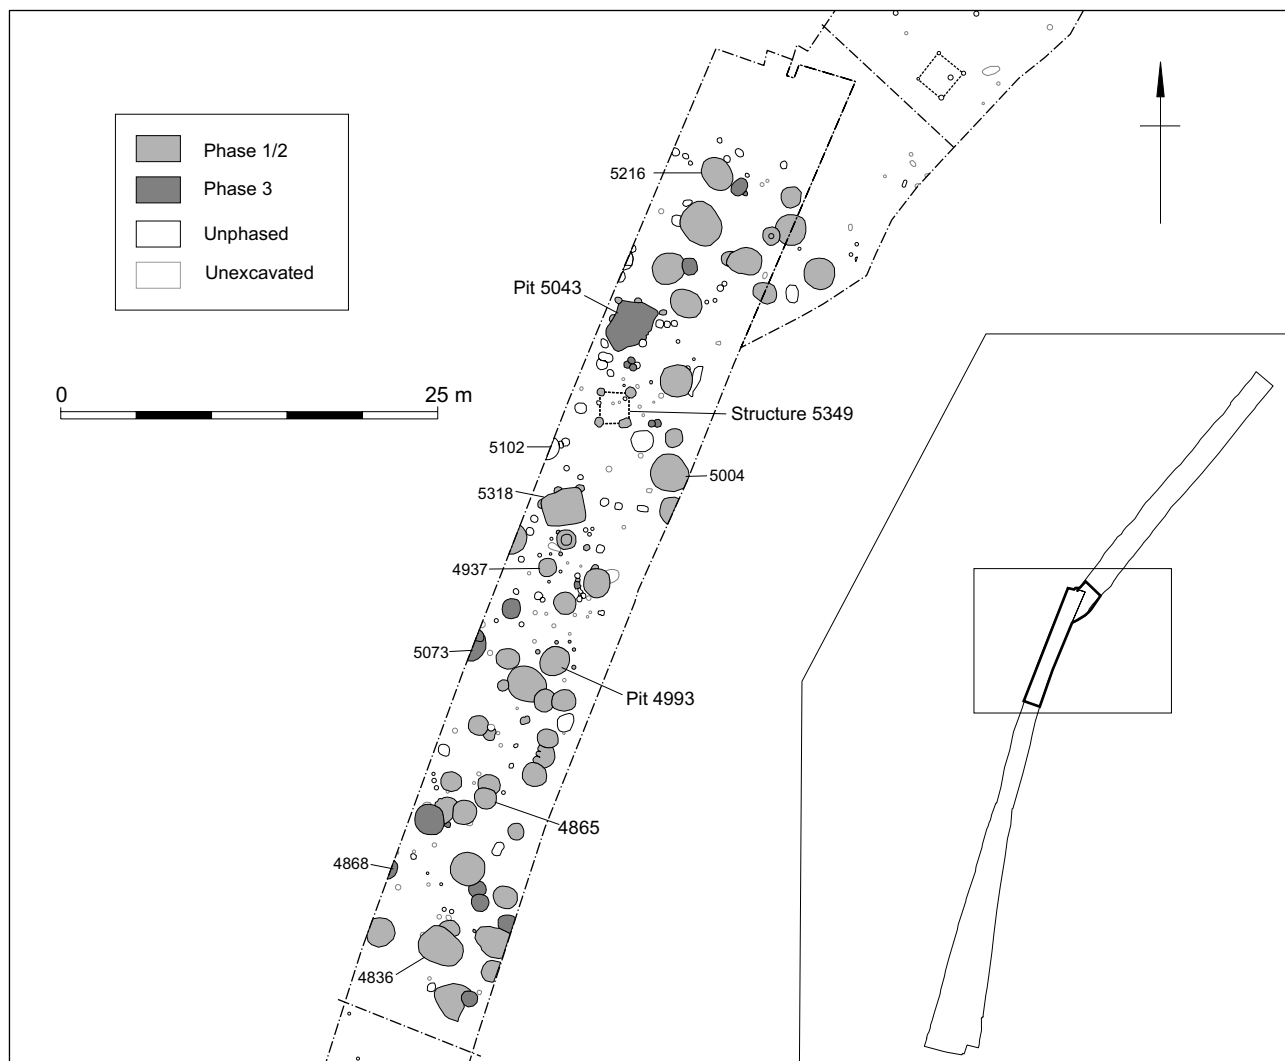 Phase 1/2
Phase 3
Unphased
Unexcavated
0
25 m
5216
Pit 5043
Structure 5349
5102
5004
5318
4937
5073
Pit 4993
4865
4868
4836